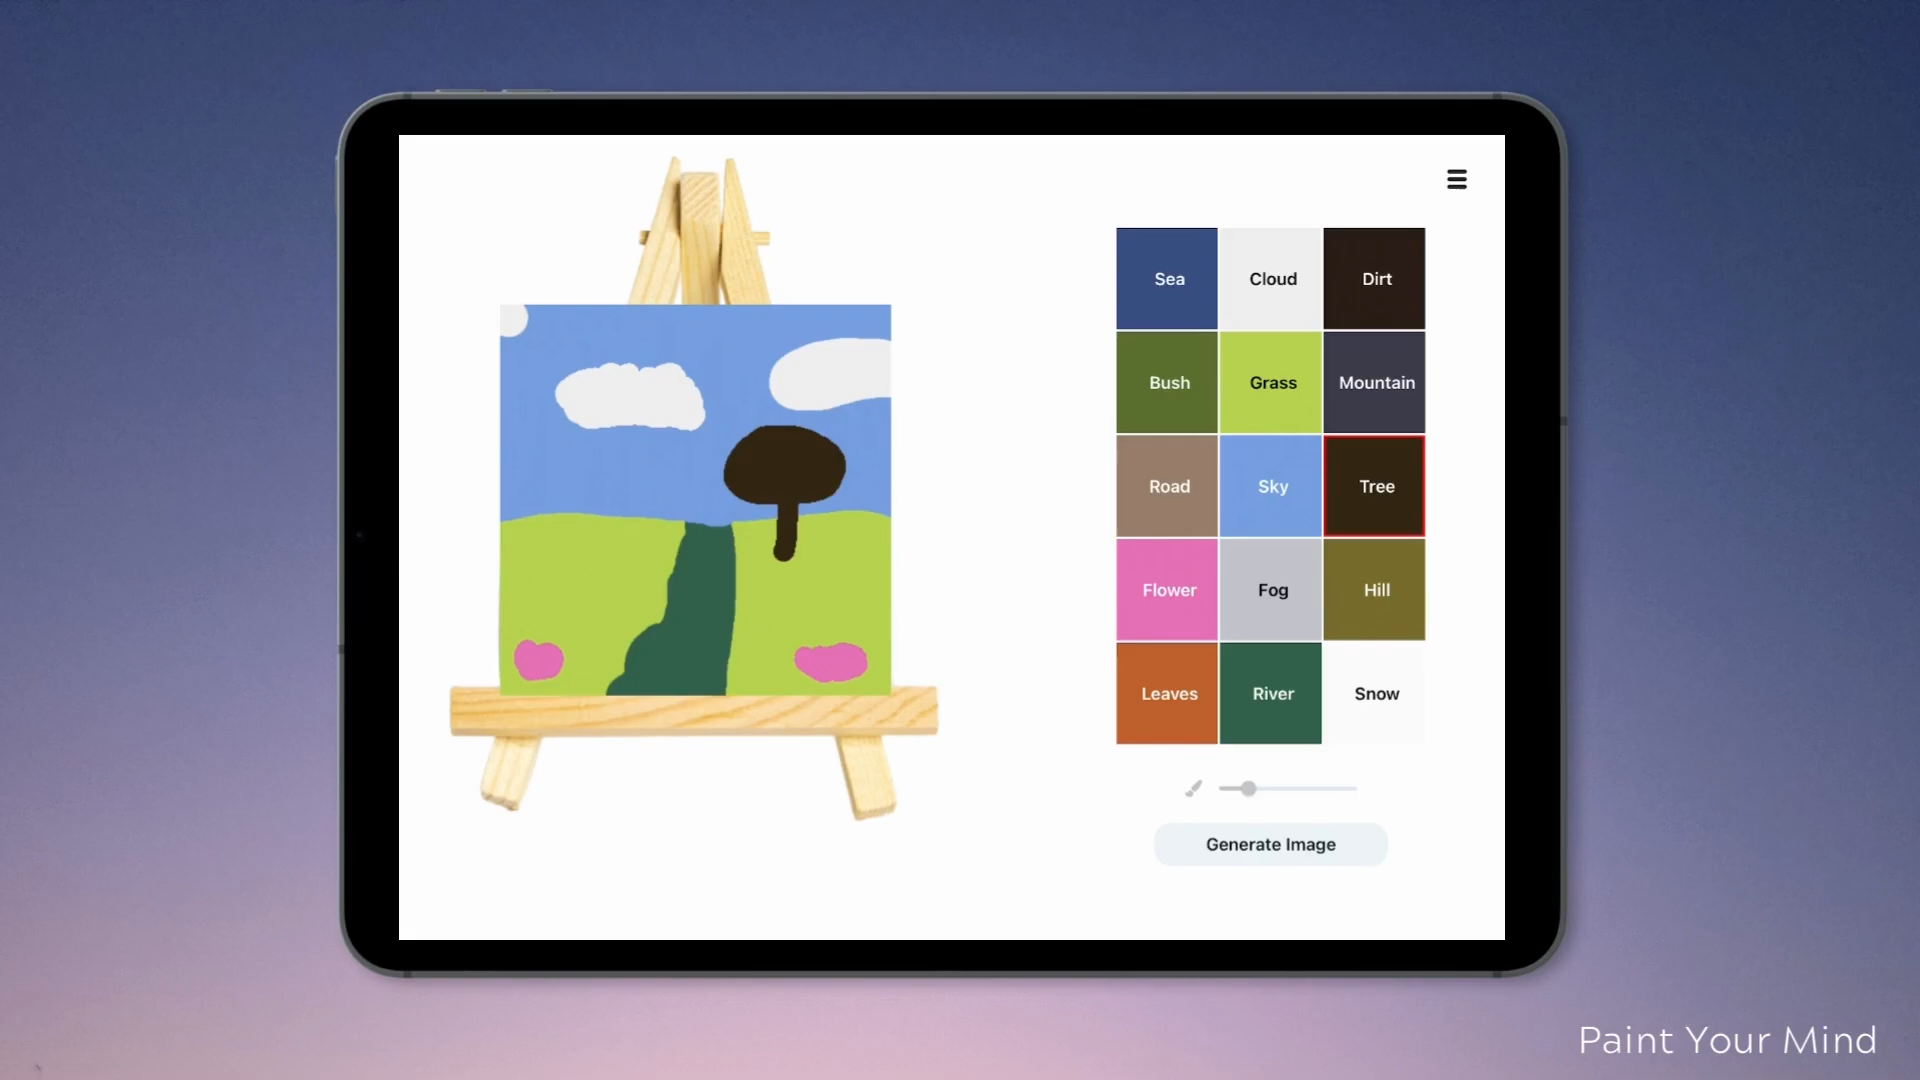 Sea Cloud Dirt
Bush Grass Mountain
Road Sky Tree
Flower Fog Hill
Leaves River Snow
Generate Image
Paint Your Mind